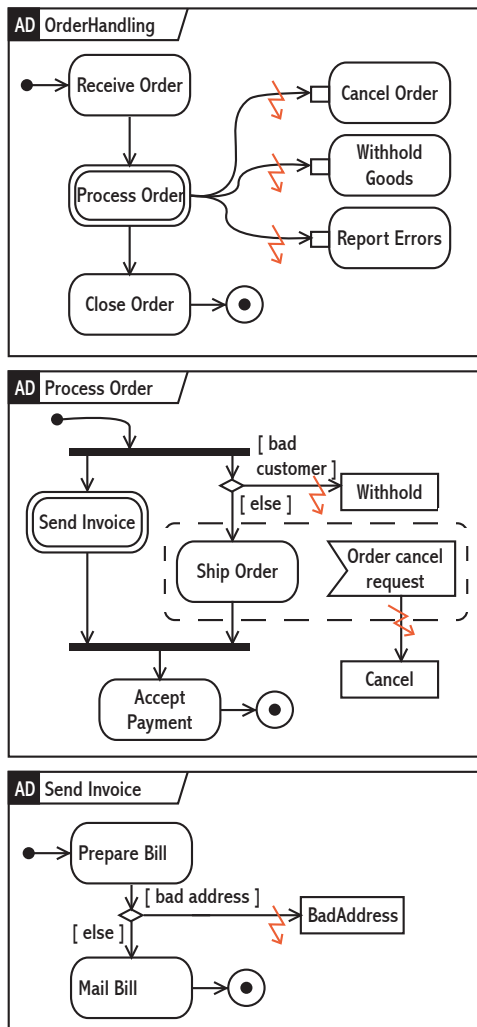 AD OrderHandling
Receive Order
Cancel Order
Withhold
Goods
Process Order
Report Errors
Close Order
AD Process Order
[ bad
customer ]
Withhold
[ else ]
Send Invoice
Ship Order
Order cancel
request
Cancel
Accept
Payment
AD Send Invoice
Prepare Bill
[ bad address ]
BadAddress
[ else ]
Mail Bill